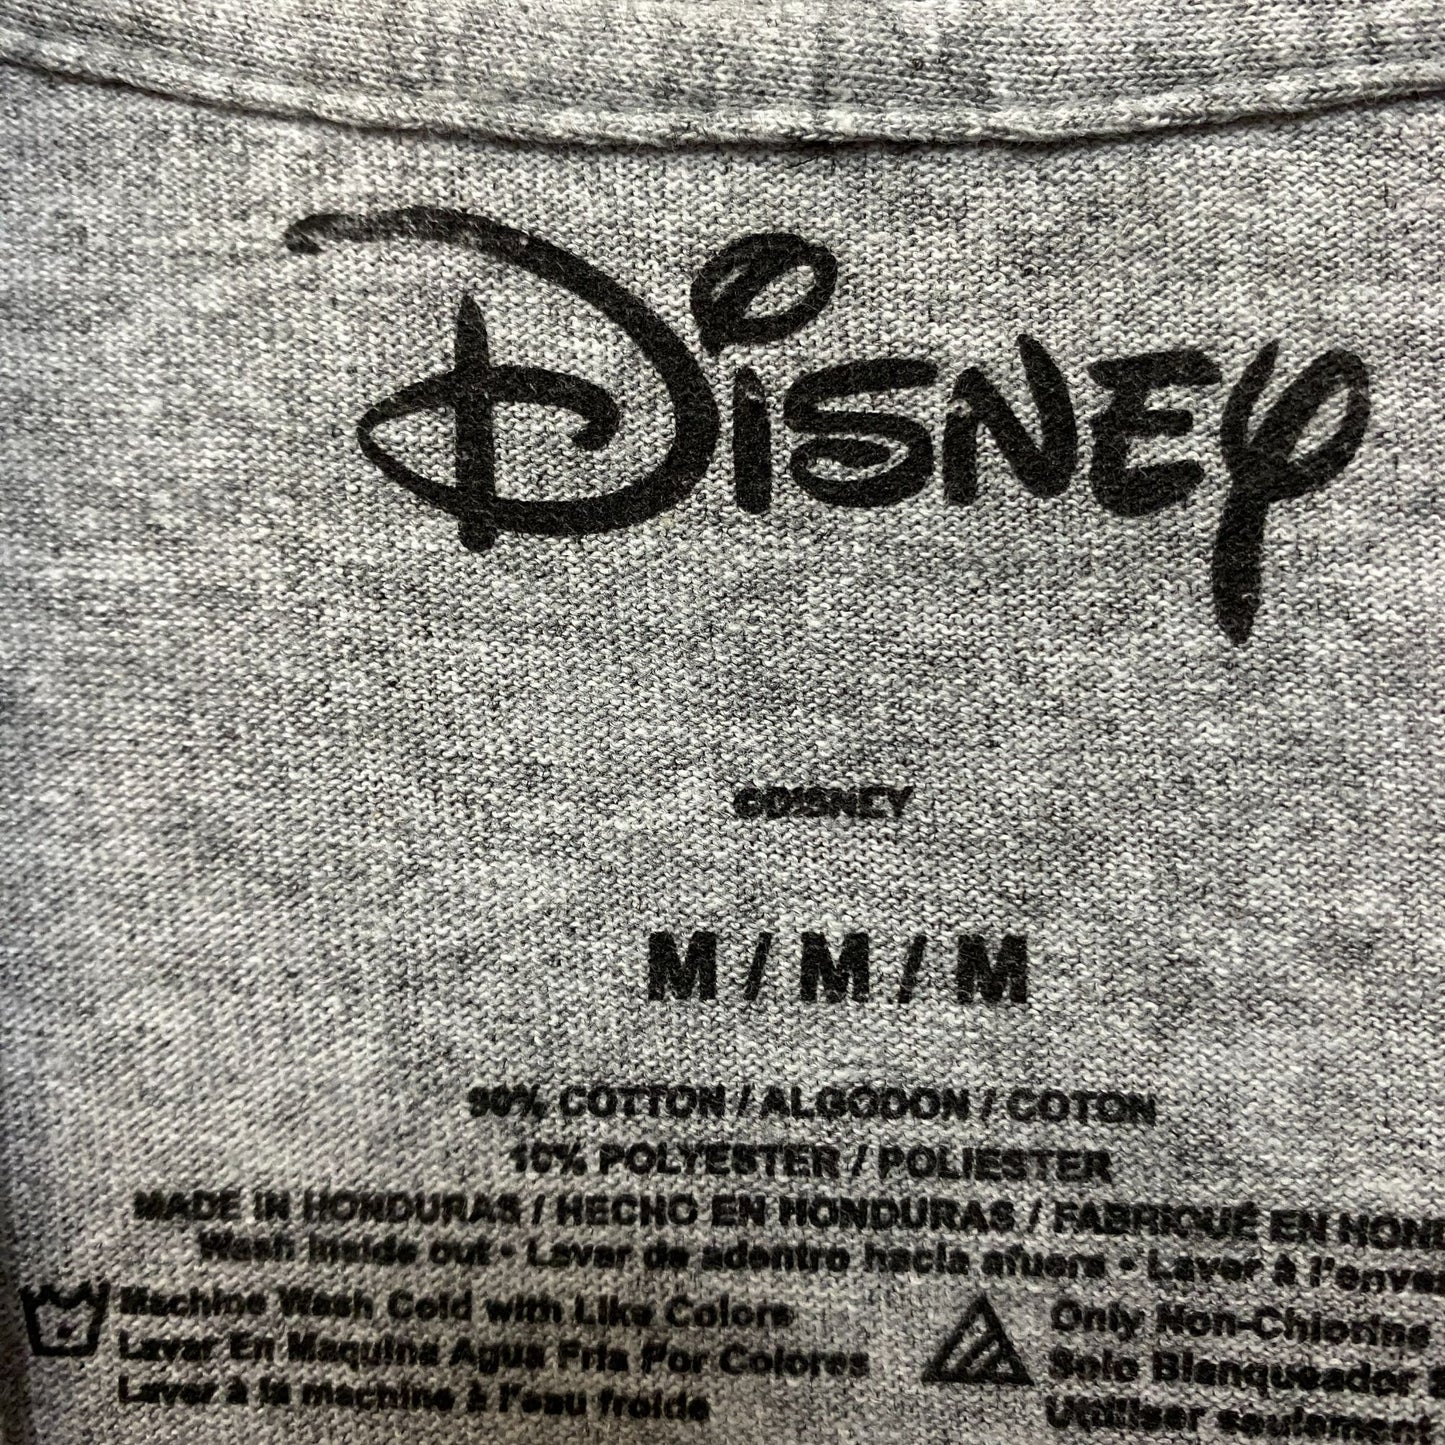 Disney
©DISNEY
M / M / M
90% COTTON / ALGODON / COTON
10% POLYESTER / POLIESTER
MADE IN HONDURAS / HECHO EN HONDURAS / FABRIQUÉ EN HOND
Wash Inside out • Lavar de adentro hacia afuera • Laver à l'enve
Machine Wash Cold with Like Colors
Lavar En Maquina Agua Fria Por Colores
Laver à la machine à l'eau froide
Only Non-Chlorine
Solo Blanqueador
Utiliser seulement